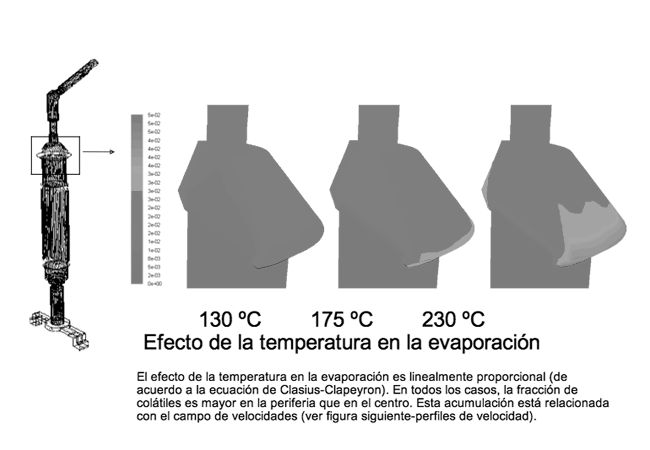 5e-02
5e-02
5e-02
4e-02
4e-02
4e-02
4e-02
3e-02
3e-02
3e-02
2e-02
2e-02
2e-02
2e-02
1e-02
1e-02
8e-03
5e-03
2e-03
0e+00
130 ºC 175 ºC 230 ºC
Efecto de la temperatura en la evaporación
El efecto de la temperatura en la evaporación es linealmente proporcional (de
acuerdo a la ecuación de Clasius-Clapeyron). En todos los casos, la fracción de
colátiles es mayor en la periferia que en el centro. Esta acumulación está relacionada
con el campo de velocidades (ver figura siguiente-perfiles de velocidad).